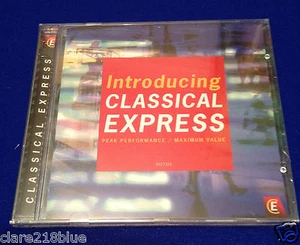 Introducing
CLASSICAL
EXPRESS
PEAK PERFORMANCE / MAXIMUM VALUE
CLASSICAL EXPRESS
E
E
clare218blue